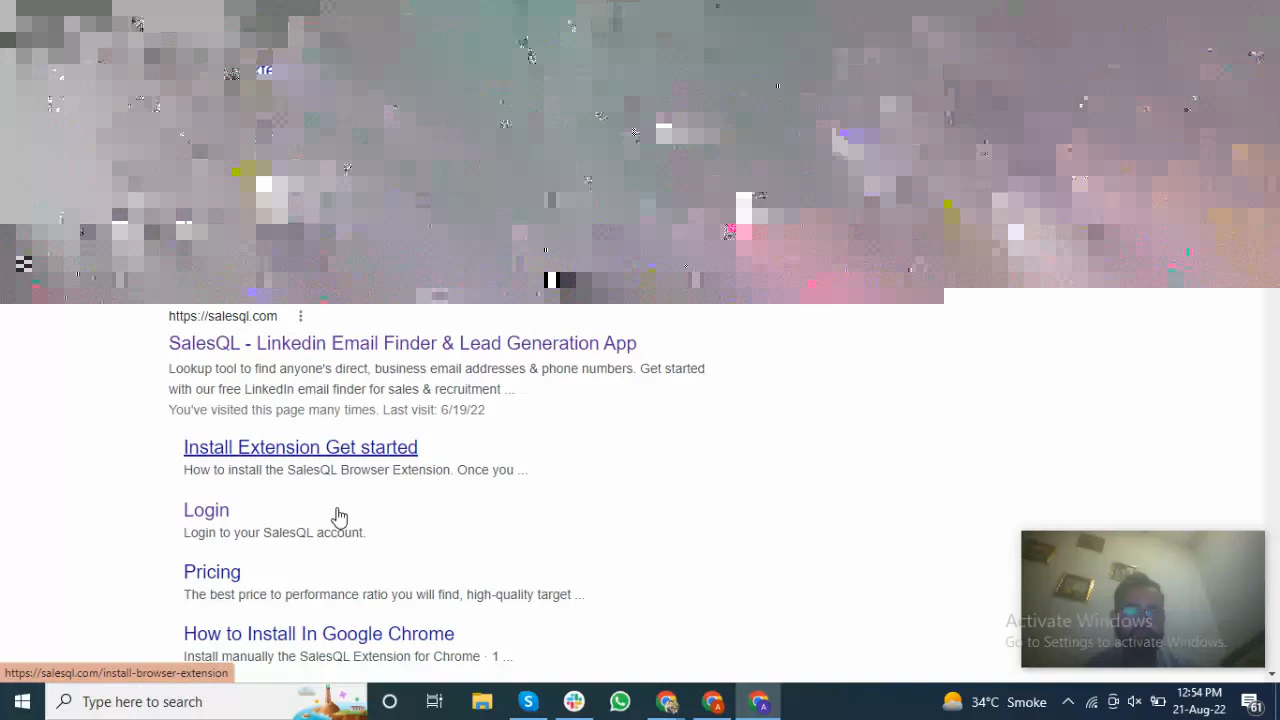 https://salesql.com
SalesQL - Linkedin Email Finder & Lead Generation App
Lookup tool to find anyone's direct, business email addresses & phone numbers. Get started
with our free LinkedIn email finder for sales & recruitment ...
You've visited this page many times. Last visit: 6/19/22
Install Extension Get started
How to install the SalesQL Browser Extension. Once you ...
Login
Login to your SalesQL account.
Pricing
The best price to performance ratio you will find, high-quality target ...
How to Install In Google Chrome
Install manually the SalesQL Extension for Chrome · 1 ...
Activate Windows
Go to Settings to activate Windows.
https://salesql.com/install-browser-extension
Type here to search
34°C Smoke
12:54 PM
21-Aug-22
61